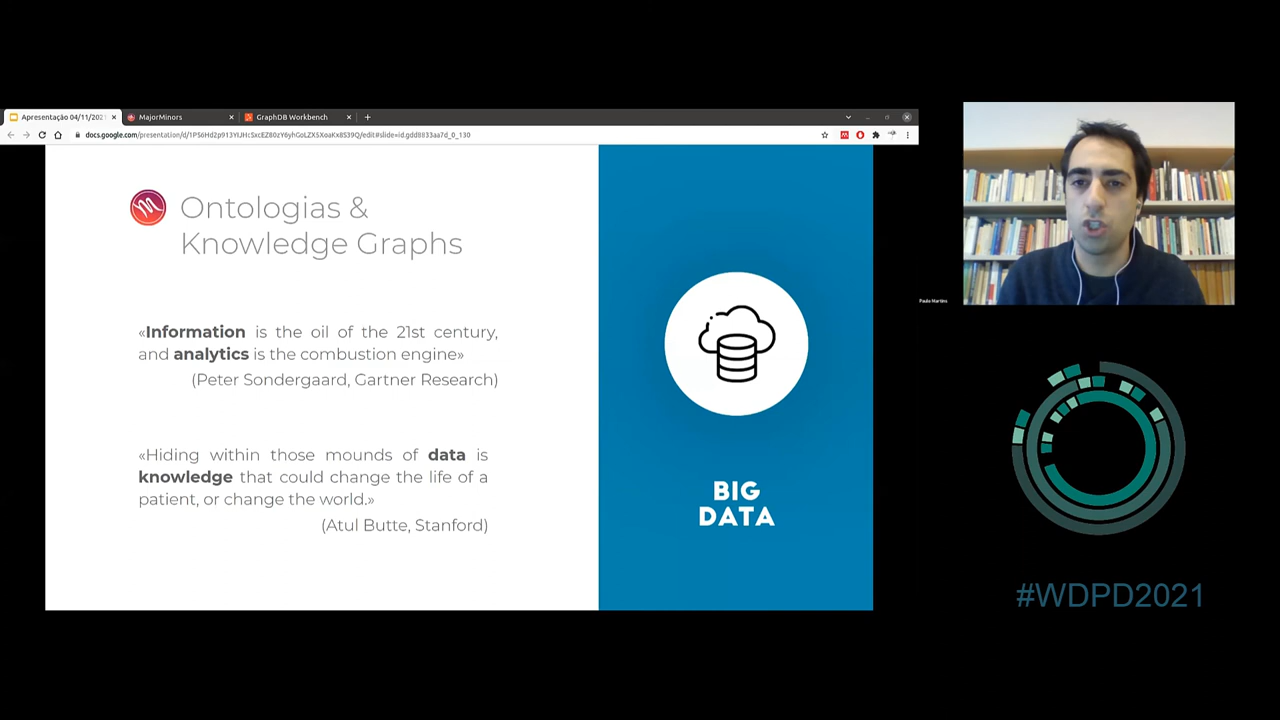 Apresentação 04/11/202
MajorMinors
GraphDB Workbench
Ontologias &
Knowledge Graphs
«Information is the oil of the 21st century,
and analytics is the combustion engine»
(Peter Sondergaard, Gartner Research)
«Hiding within those mounds of data is
knowledge that could change the life of a
patient, or change the world.»
(Atul Butte, Stanford)
BIG
DATA
Paulo Martins
#WDPD2021